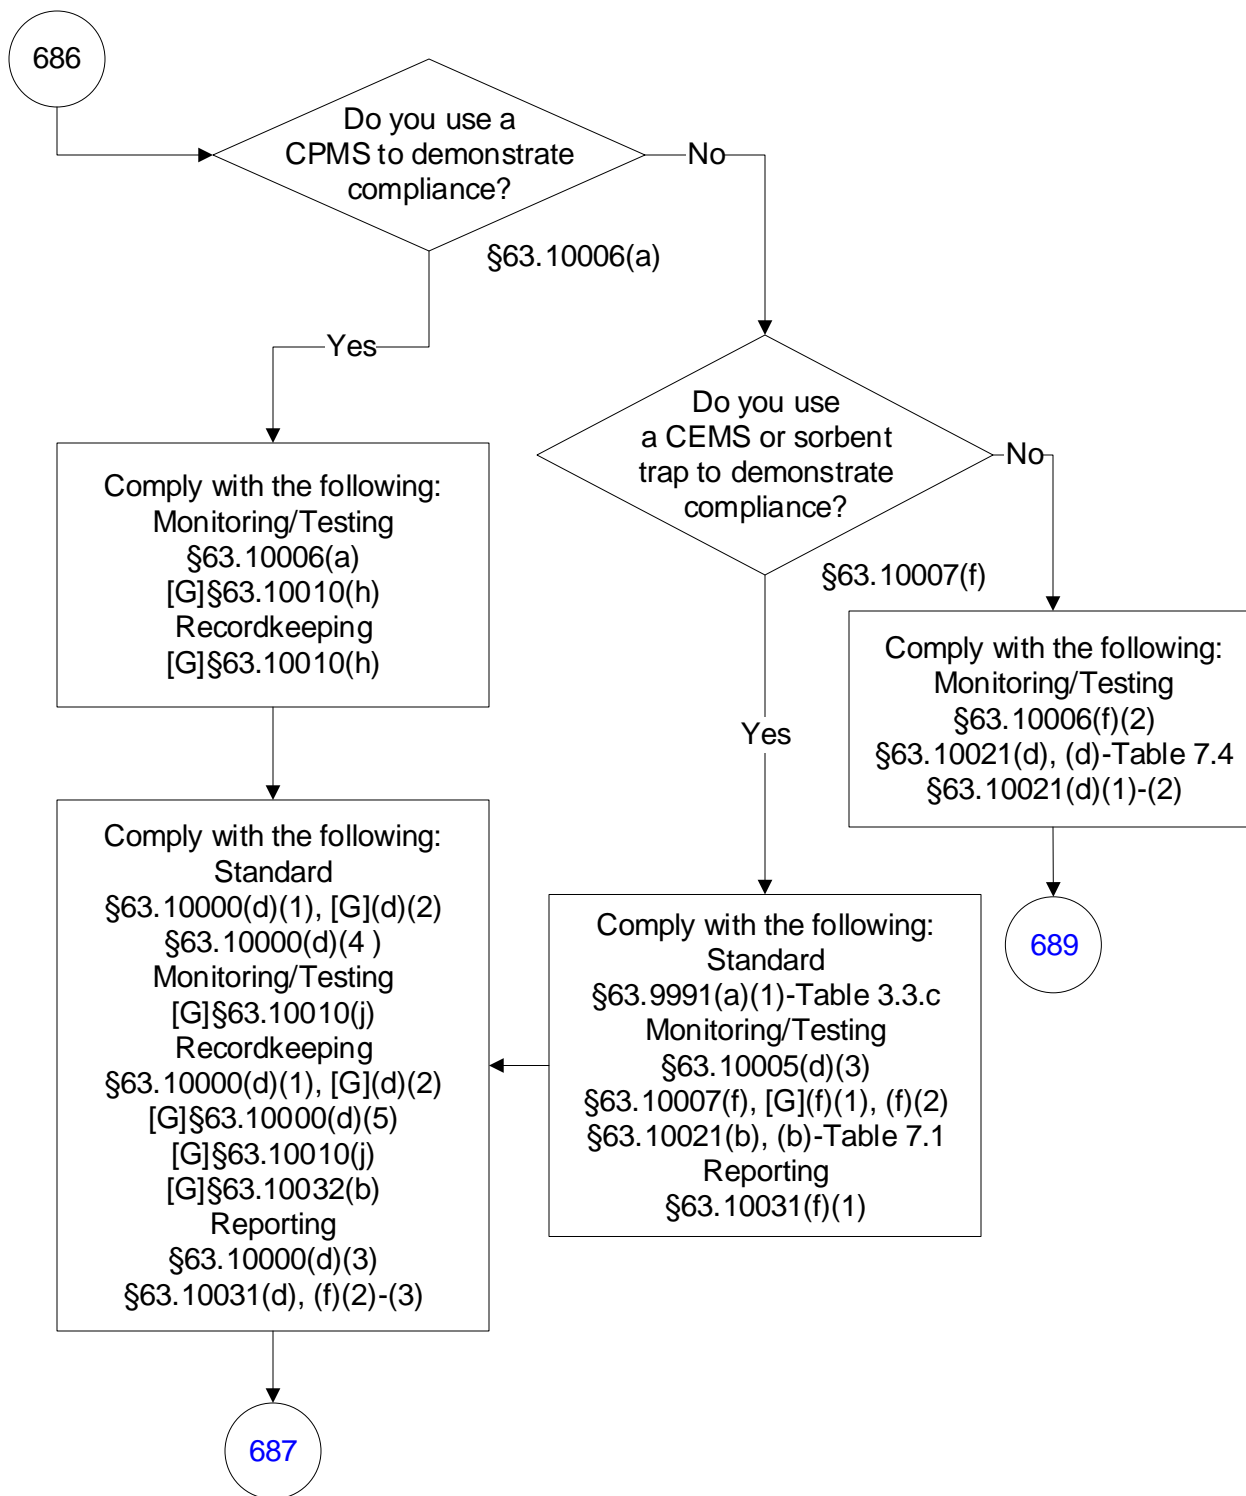 686
Do you use a
CPMS to demonstrate
compliance?
No
§63.10006(a)
Yes
Do you use
a CEMS or sorbent
trap to demonstrate
compliance?
No
§63.10007(f)
Yes
Comply with the following:
Monitoring/Testing
§63.10006(a)
[G]§63.10010(h)
Recordkeeping
[G]§63.10010(h)
Comply with the following:
Monitoring/Testing
§63.10006(f)(2)
§63.10021(d), (d)-Table 7.4
§63.10021(d)(1)-(2)
689
Comply with the following:
Standard
§63.9991(a)(1)-Table 3.3.c
Monitoring/Testing
§63.10005(d)(3)
§63.10007(f), [G](f)(1), (f)(2)
§63.10021(b), (b)-Table 7.1
Reporting
§63.10031(f)(1)
Comply with the following:
Standard
§63.10000(d)(1), [G](d)(2)
§63.10000(d)(4 )
Monitoring/Testing
[G]§63.10010(j)
Recordkeeping
§63.10000(d)(1), [G](d)(2)
[G]§63.10000(d)(5)
[G]§63.10010(j)
[G]§63.10032(b)
Reporting
§63.10000(d)(3)
§63.10031(d), (f)(2)-(3)
687